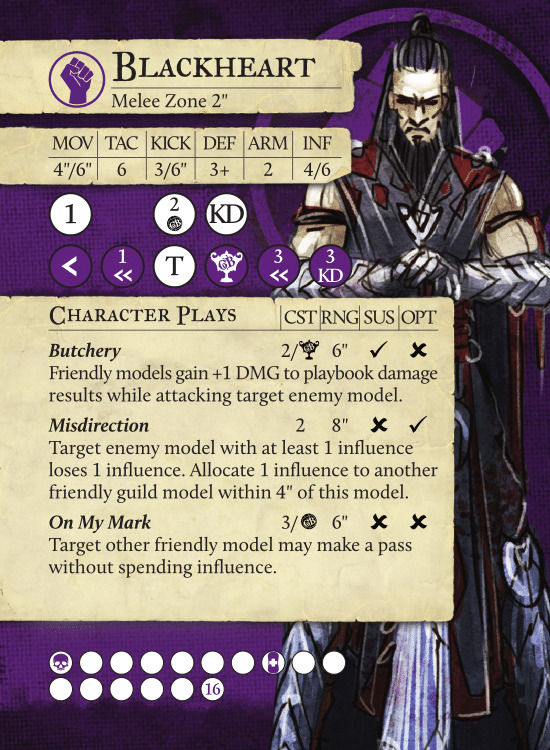 Blackheart
Melee Zone 2"
MOV TAC KICK DEF ARM INF
4"/6" 6 3/6" 3+ 2 4/6
1 2 GB KD
< 1 << T GB 3 << 3 KD
Character Plays CST RNG SUS OPT
Butchery 2/GB 6" ✓ ✘
Friendly models gain +1 DMG to playbook damage
results while attacking target enemy model.
Misdirection 2 8" ✘ ✓
Target enemy model with at least 1 influence
loses 1 influence. Allocate 1 influence to another
friendly guild model within 4" of this model.
On My Mark 3/GB 6" ✘ ✘
Target other friendly model may make a pass
without spending influence.
16